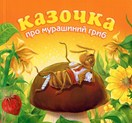 казочка
про мурашиний гриб